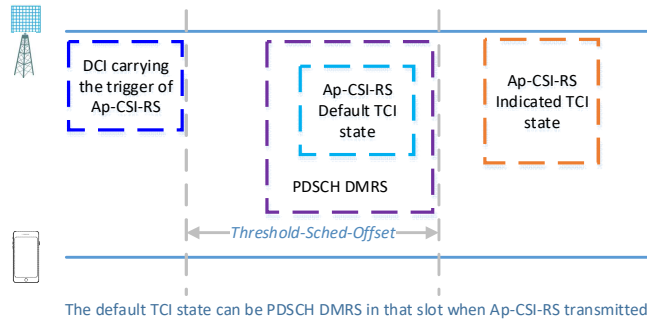 DCI carrying
the trigger of
Ap-CSI-RS
Ap-CSI-RS
Default TCI
state
PDSCH DMRS
Ap-CSI-RS
Indicated TCI
state
Threshold-Sched-Offset
The default TCI state can be PDSCH DMRS in that slot when Ap-CSI-RS transmitted